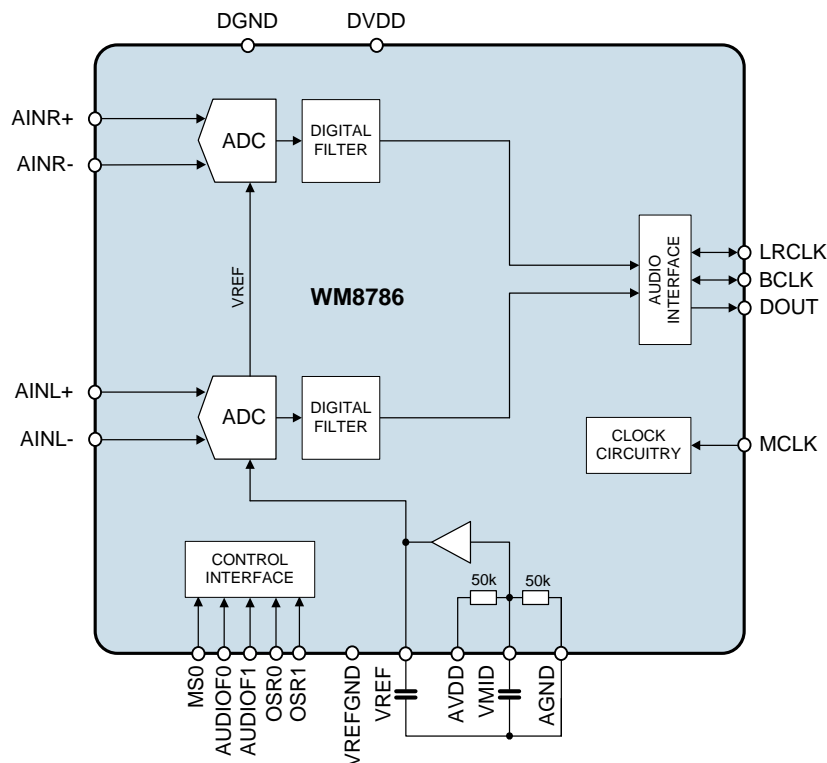 DGND
DVDD
AINR+
AINR-
ADC
DIGITAL
FILTER
VREF
WM8786
AUDIO
INTERFACE
LRCLK
BCLK
DOUT
AINL+
AINL-
ADC
DIGITAL
FILTER
CLOCK
CIRCUITRY
MCLK
CONTROL
INTERFACE
50k
50k
MS0
AUDIOF0
AUDIOF1
OSR0
OSR1
VREFGND
VREF
AVDD
VMID
AGND